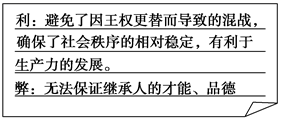 利：避免了因王权更替而导致的混战，
确保了社会秩序的相对稳定，有利于
生产力的发展。
弊：无法保证继承人的才能、品德